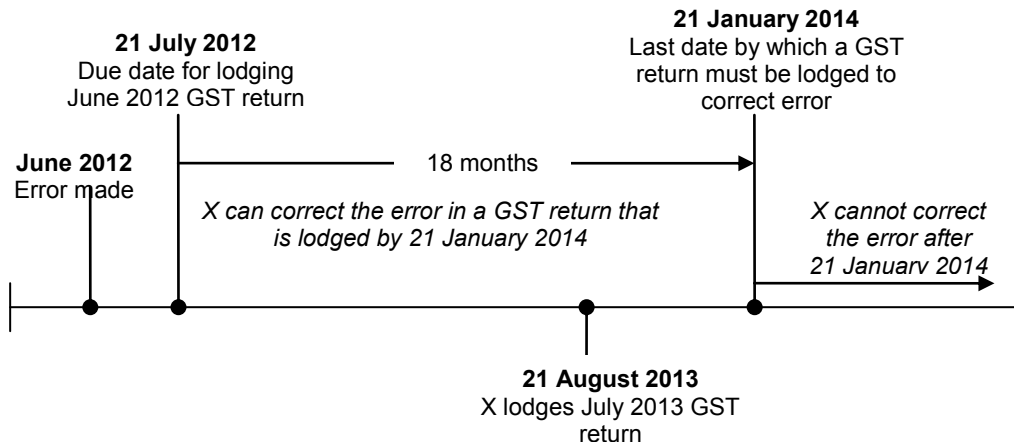 21 July 2012
Due date for lodging
June 2012 GST return
21 January 2014
Last date by which a GST
return must be lodged to
correct error
June 2012
Error made
18 months
X can correct the error in a GST return that
is lodged by 21 January 2014
X cannot correct
the error after
21 January 2014
21 August 2013
X lodges July 2013 GST
return